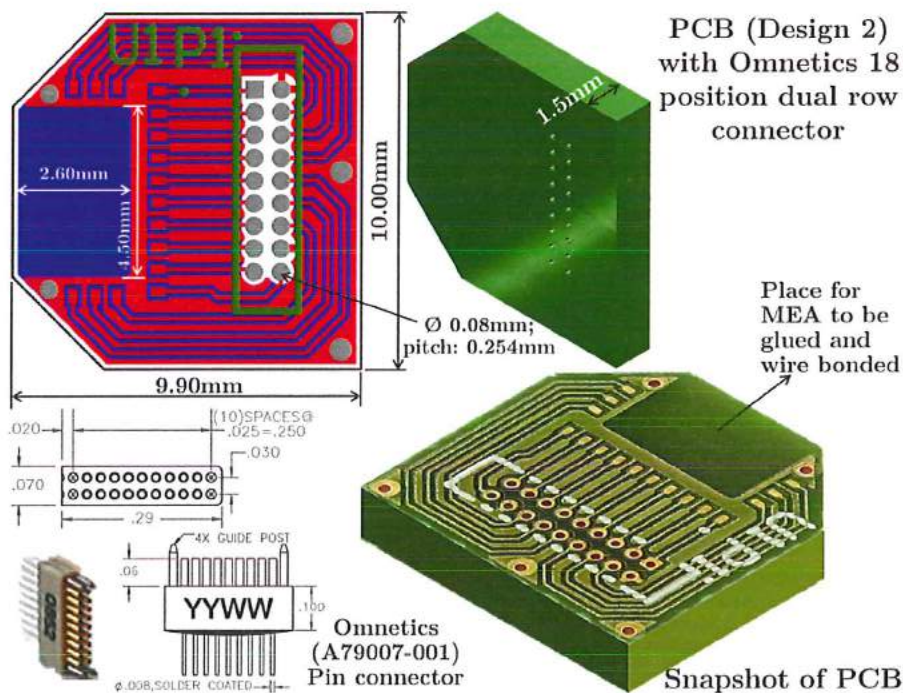 U1P1
PCB (Design 2)
with Omnetics 18
position dual row
connector
1.5mm
2.60mm
4.50mm
10.00mm
Ø 0.08mm;
pitch: 0.254mm
9.90mm
Place for
MEA to be
glued and
wire bonded
(10)SPACES@
.020
.025=.250
.030
.070
.29
4X GUIDE POST
.06
YYWW
.100
Omnetics
(A79007-001)
Pin connector
Ø.008,SOLDER COATED
Snapshot of PCB